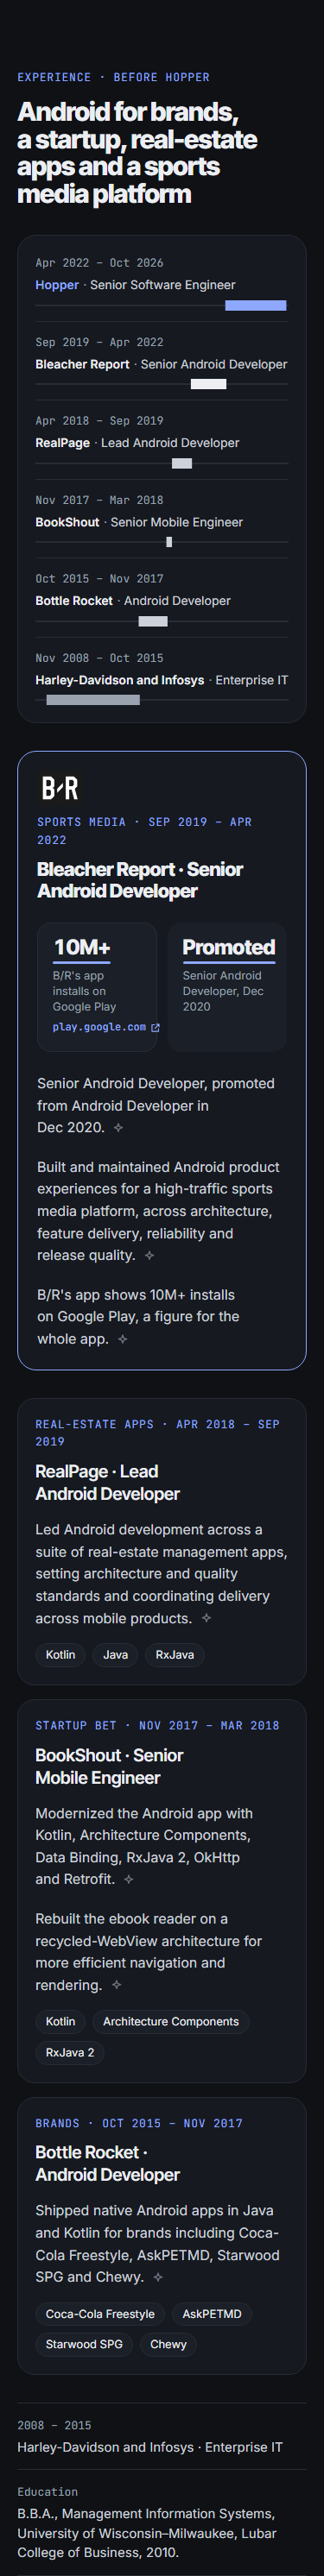 EXPERIENCE · BEFORE HOPPER
Android for brands,
a startup, real-estate
apps and a sports
media platform
Apr 2022 – Oct 2026
Hopper · Senior Software Engineer
Sep 2019 – Apr 2022
Bleacher Report · Senior Android Developer
Apr 2018 – Sep 2019
RealPage · Lead Android Developer
Nov 2017 – Mar 2018
BookShout · Senior Mobile Engineer
Oct 2015 – Nov 2017
Bottle Rocket · Android Developer
Nov 2008 – Oct 2015
Harley-Davidson and Infosys · Enterprise IT
B/R
SPORTS MEDIA · SEP 2019 – APR
2022
Bleacher Report · Senior
Android Developer
10M+
B/R's app
installs on
Google Play
play.google.com
Promoted
Senior Android
Developer, Dec
2020
Senior Android Developer, promoted
from Android Developer in
Dec 2020.
Built and maintained Android product
experiences for a high-traffic sports
media platform, across architecture,
feature delivery, reliability and
release quality.
B/R's app shows 10M+ installs
on Google Play, a figure for the
whole app.
REAL-ESTATE APPS · APR 2018 – SEP
2019
RealPage · Lead
Android Developer
Led Android development across a
suite of real-estate management apps,
setting architecture and quality
standards and coordinating delivery
across mobile products.
Kotlin Java RxJava
STARTUP BET · NOV 2017 – MAR 2018
BookShout · Senior
Mobile Engineer
Modernized the Android app with
Kotlin, Architecture Components,
Data Binding, RxJava 2, OkHttp
and Retrofit.
Rebuilt the ebook reader on a
recycled-WebView architecture for
more efficient navigation and
rendering.
Kotlin Architecture Components
RxJava 2
BRANDS · OCT 2015 – NOV 2017
Bottle Rocket ·
Android Developer
Shipped native Android apps in Java
and Kotlin for brands including Coca-
Cola Freestyle, AskPETMD, Starwood
SPG and Chewy.
Coca-Cola Freestyle AskPETMD
Starwood SPG Chewy
2008 – 2015
Harley-Davidson and Infosys · Enterprise IT
Education
B.B.A., Management Information Systems,
University of Wisconsin–Milwaukee, Lubar
College of Business, 2010.